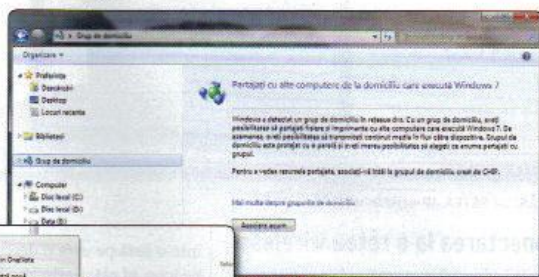 Grup de domiciliu
Organizare
Preferințe
Descărcări
Desktop
Locuri recente
Biblioteci
Grup de domiciliu
Computer
Disc local (C:)
Disc local (D:)
Data (E:)
Partajați cu alte computere de la domiciliu care execută Windows 7
Windows a detectat un grup de domiciliu în rețeaua dvs. Cu un grup de domiciliu, aveți
posibilitatea să partajați fișiere și imprimante cu alte computere care execută Windows 7. De
asemenea, aveți posibilitatea să transmiteți conținut media în flux către dispozitive. Grupul de
domiciliu este protejat cu o parolă și aveți mereu posibilitatea să alegeți ce anume partajați cu
grupul.
Pentru a vedea resursele partajate, asociați-vă întâi la grupul de domiciliu creat de CHIP.
Mai multe despre grupurile de domiciliu
Asociere acum